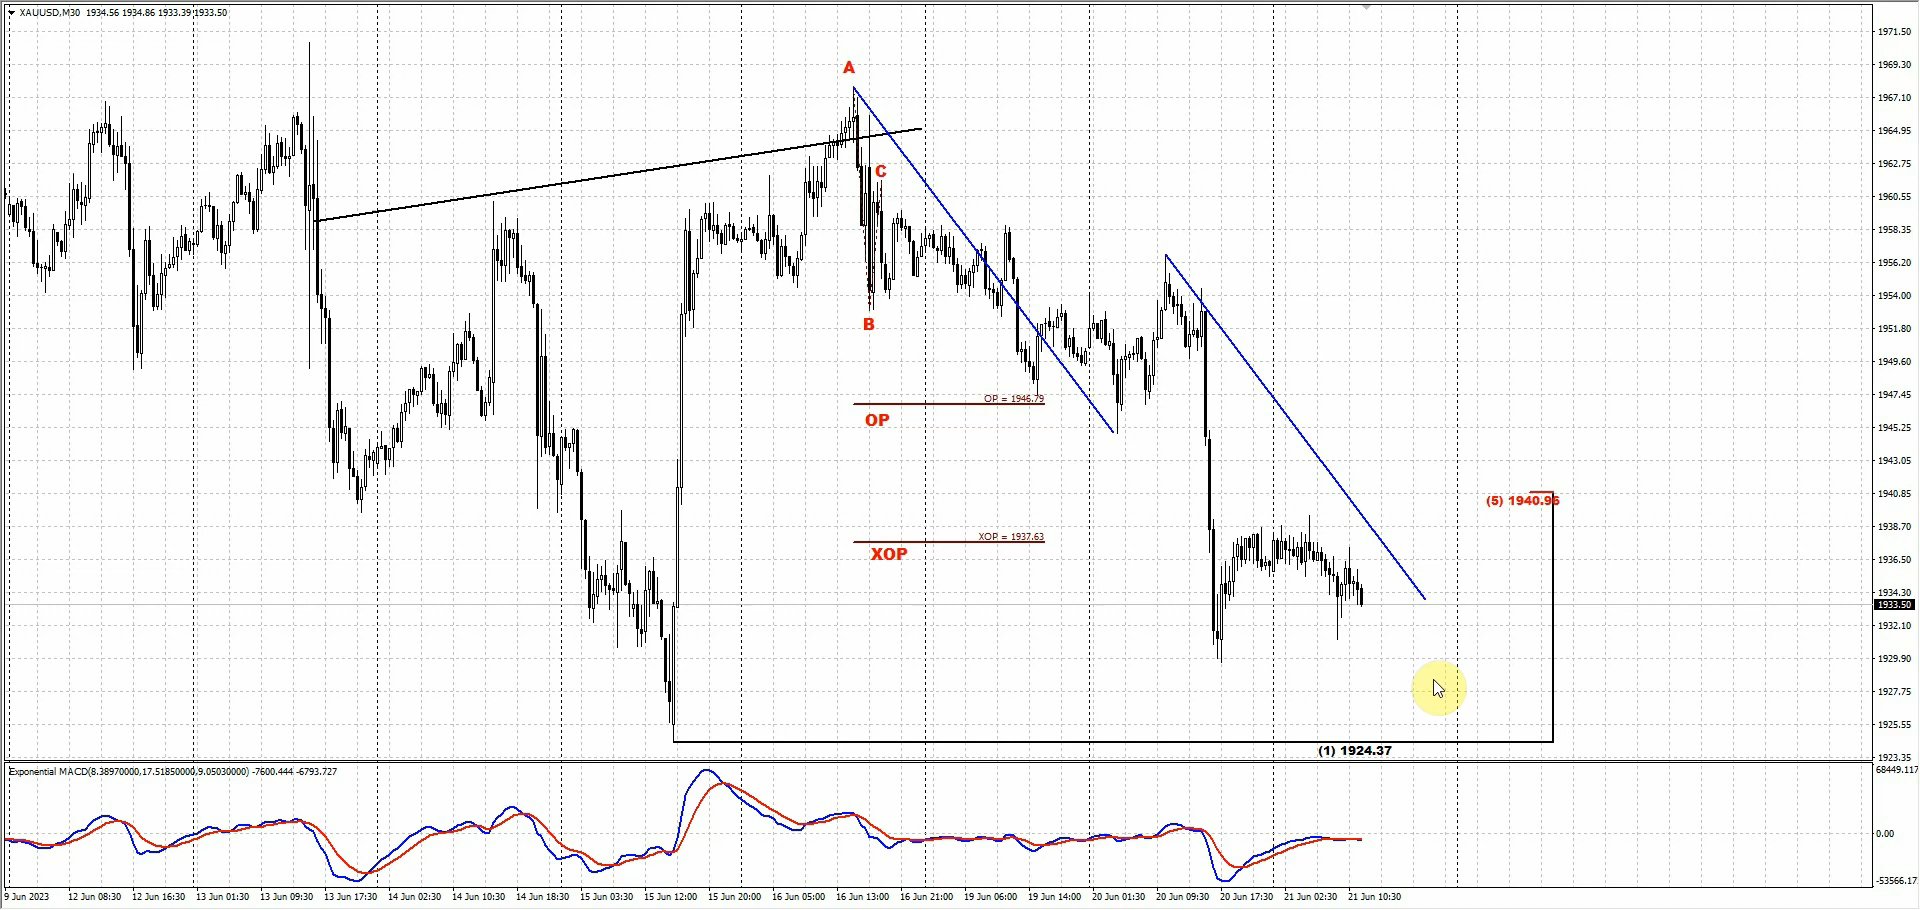 XAUUSD,M30 1934.56 1934.86 1933.39 1933.50
1971.50
1969.30
A
1967.10
1964.95
1962.75
C
1960.55
1958.35
1956.20
1954.00
B
1951.80
1949.60
OP = 1946.79
1947.45
OP
1945.25
1943.05
(5) 1940.96
1940.85
XOP = 1937.63
1938.70
XOP
1936.50
1934.30
1933.50
1932.10
1929.90
1927.75
1925.55
(1) 1924.37
1923.35
Exponential MACD(8.38970000,17.51850000,9.05030000) -7600.444 -6793.727
68449.117
0.00
-53566.17
9 Jun 2023 12 Jun 08:30 12 Jun 16:30 13 Jun 01:30 13 Jun 09:30 13 Jun 17:30 14 Jun 02:30 14 Jun 10:30 14 Jun 18:30 15 Jun 03:30 15 Jun 12:00 15 Jun 20:00 16 Jun 05:00 16 Jun 13:00 16 Jun 21:00 19 Jun 06:00 19 Jun 14:00 20 Jun 01:30 20 Jun 09:30 20 Jun 17:30 21 Jun 02:30 21 Jun 10:30